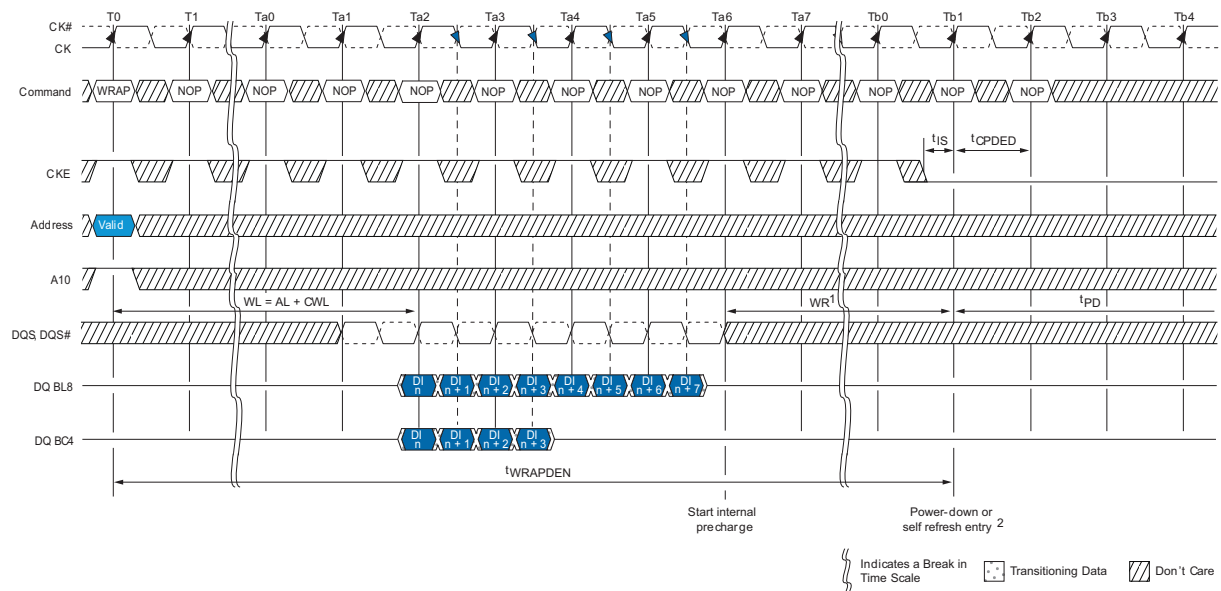 T0 T1 Ta0 Ta1 Ta2 Ta3 Ta4 Ta5 Ta6 Ta7 Tb0 Tb1 Tb2 Tb3 Tb4
CK#
CK
Command WRAP NOP NOP NOP NOP NOP NOP NOP NOP NOP NOP NOP NOP
tIS tCPDED
CKE
Address Valid
A10
WL = AL + CWL WR1 tPD
DQS, DQS#
DQ BL8 DI n DI n + 1 DI n + 2 DI n + 3 DI n + 4 DI n + 5 DI n + 6 DI n + 7
DQ BC4 DI n DI n + 1 DI n + 2 DI n + 3
tWRAPDEN
Start internal
precharge
Power-down or
self refresh entry 2
Indicates a Break in
Time Scale
Transitioning Data
Don't Care